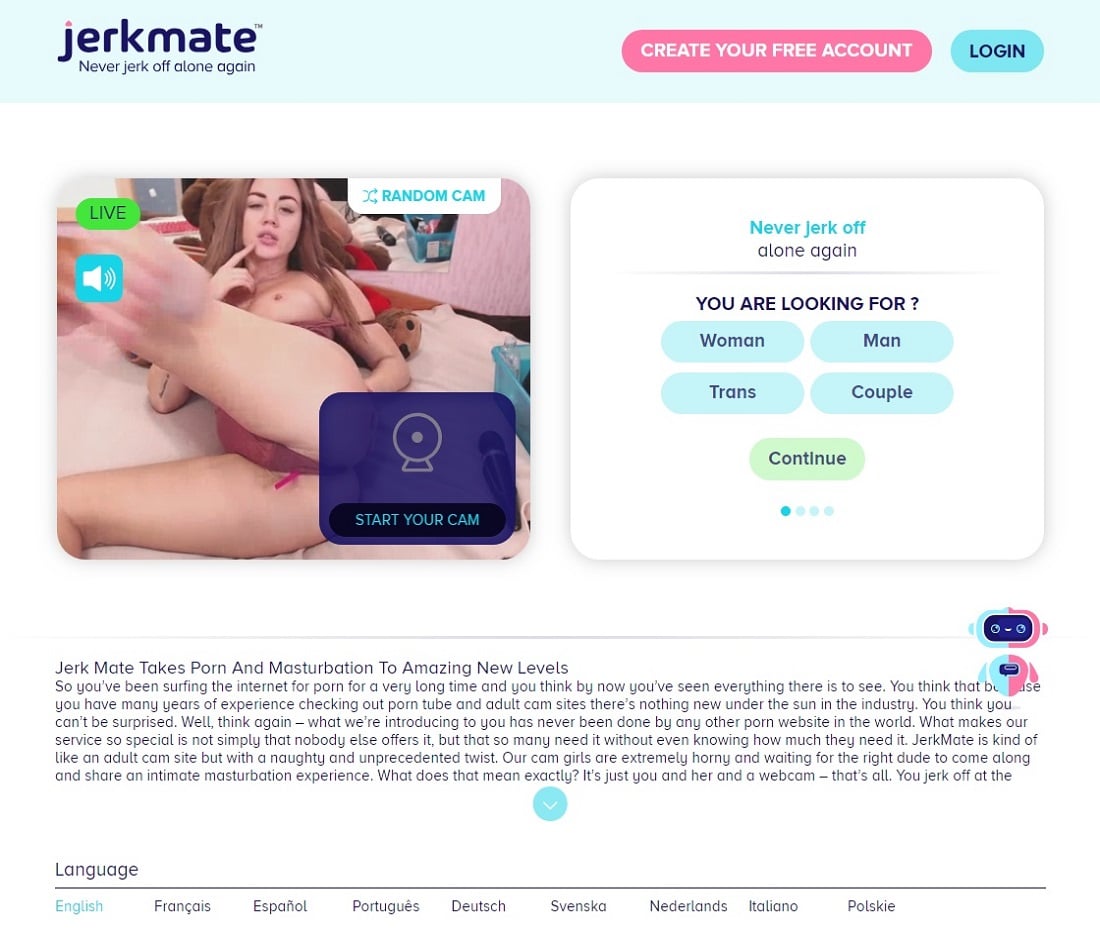 jerkmate™
Never jerk off alone again
CREATE YOUR FREE ACCOUNT
LOGIN
LIVE
RANDOM CAM
START YOUR CAM
Never jerk off
alone again
YOU ARE LOOKING FOR ?
Woman
Man
Trans
Couple
Continue
Jerk Mate Takes Porn And Masturbation To Amazing New Levels
So you've been surfing the internet for porn for a very long time and you think by now you've seen everything there is to see. You think that
you have many years of experience checking out porn tube and adult cam sites there's nothing new under the sun in the industry. You think you
can't be surprised. Well, think again – what we're introducing to you has never been done by any other porn website in the world. What makes our
service so special is not simply that nobody else offers it, but that so many need it without even knowing how much they need it. JerkMate is kind of
like an adult cam site but with a naughty and unprecedented twist. Our cam girls are extremely horny and waiting for the right dude to come along
and share an intimate masturbation experience. What does that mean exactly? It's just you and her and a webcam – that's all. You jerk off at the
Language
English
Français
Español
Português
Deutsch
Svenska
Nederlands
Italiano
Polskie